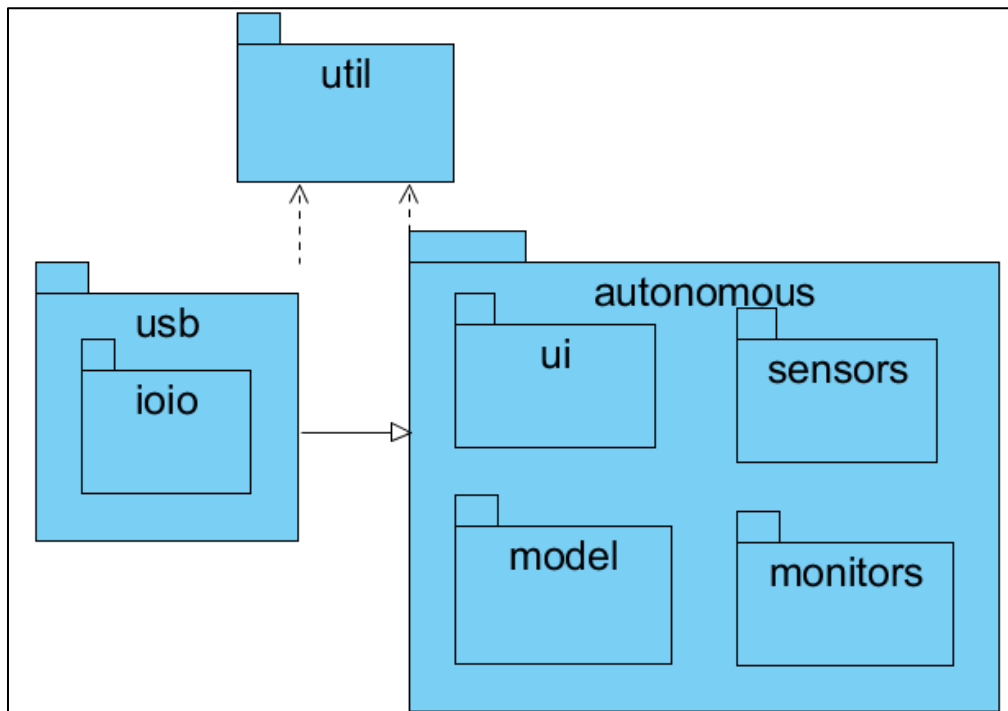 util
autonomous
usb
ui
sensors
ioio
model
monitors